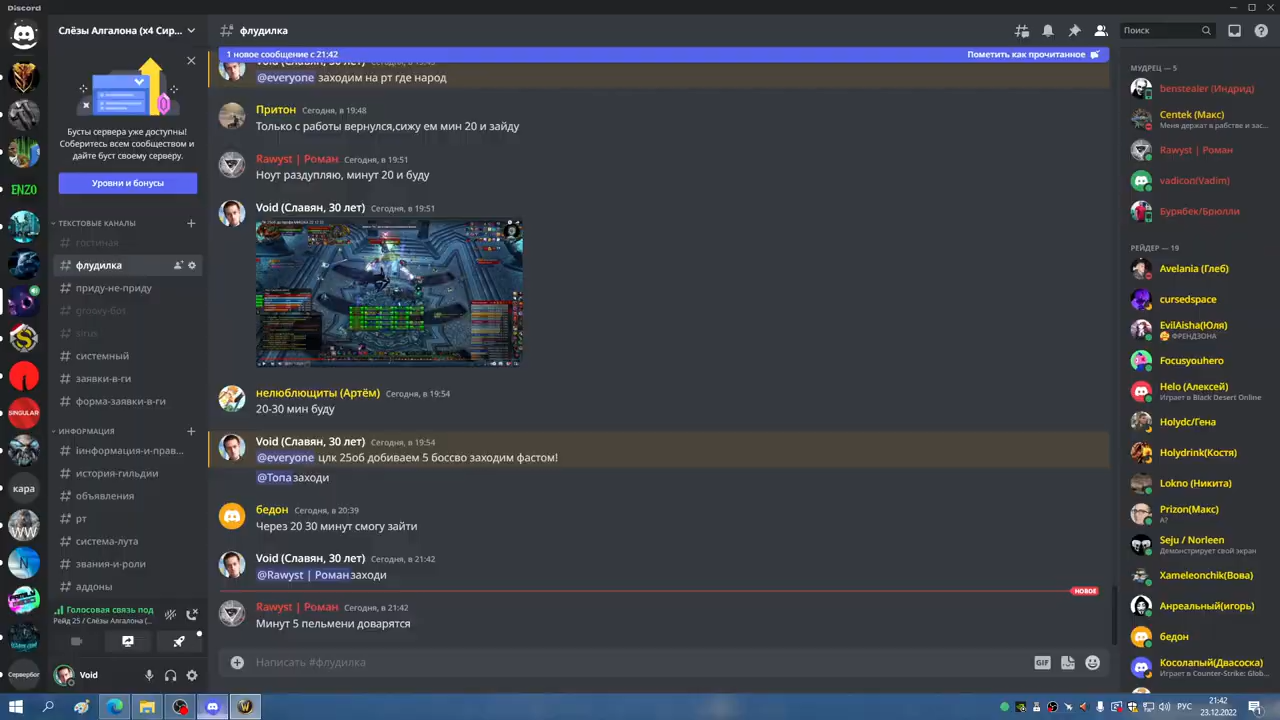 Discord
Слёзы Алгалона (x4 Сир...
Бусты сервера уже доступны!
Соберитесь всем сообществом и
дайте буст своему серверу.
Уровни и бонусы
ТЕКСТОВЫЕ КАНАЛЫ
гостиная
флудилка
приду-не-приду
groovy-бот
sirus
системный
заявки-в-ги
форма-заявки-в-ги
ИНФОРМАЦИЯ
информация-и-прав...
история-гильдии
объявления
рт
система-лута
звания-и-роли
аддоны
Голосовая связь под
Рейд 25 / Слёзы Алгалона (...
Void
ENZO
SINGULAR
кара
Сервербог
флудилка
Поиск
1 новое сообщение с 21:42
Пометить как прочитанное
Void (Славян, 30 лет)
@everyone заходим на рт где народ
Притон Сегодня, в 19:48
Только с работы вернулся,сижу ем мин 20 и зайду
Rawyst | Роман Сегодня, в 19:51
Ноут раздупляю, минут 20 и буду
Void (Славян, 30 лет) Сегодня, в 19:51
нелюблющиты (Артём) Сегодня, в 19:54
20-30 мин буду
Void (Славян, 30 лет) Сегодня, в 19:54
@everyone цлк 25об добиваем 5 боссво заходим фастом!
@Топа заходи
бедон Сегодня, в 20:39
Через 20 30 минут смогу зайти
Void (Славян, 30 лет) Сегодня, в 21:42
@Rawyst | Роман заходи
НОВОЕ
Rawyst | Роман Сегодня, в 21:42
Минут 5 пельмени доварятся
Написать #флудилка
GIF
МУДРЕЦ — 5
benstealer (Индрид)
Centek (Макс)
Меня держат в рабстве и зас...
Rawyst | Роман
vadicon(Vadim)
Бурябек/Брюлли
РЕЙДЕР — 19
Avelania (Глеб)
cursedspace
EvilAisha(Юля)
ФРЕНДЗОНА
Focusyouhero
Helo (Алексей)
Играет в Black Desert Online
Holydc/Гена
Holydrink(Костя)
Lokno (Никита)
Prizon(Макс)
А?
Seju / Norleen
Демонстрирует свой экран
Xameleonchik(Вова)
Анреальный(игорь)
бедон
Косолапый(Двасоска)
Играет в Counter-Strike: Glob...
РУС
21:42
23.12.2022